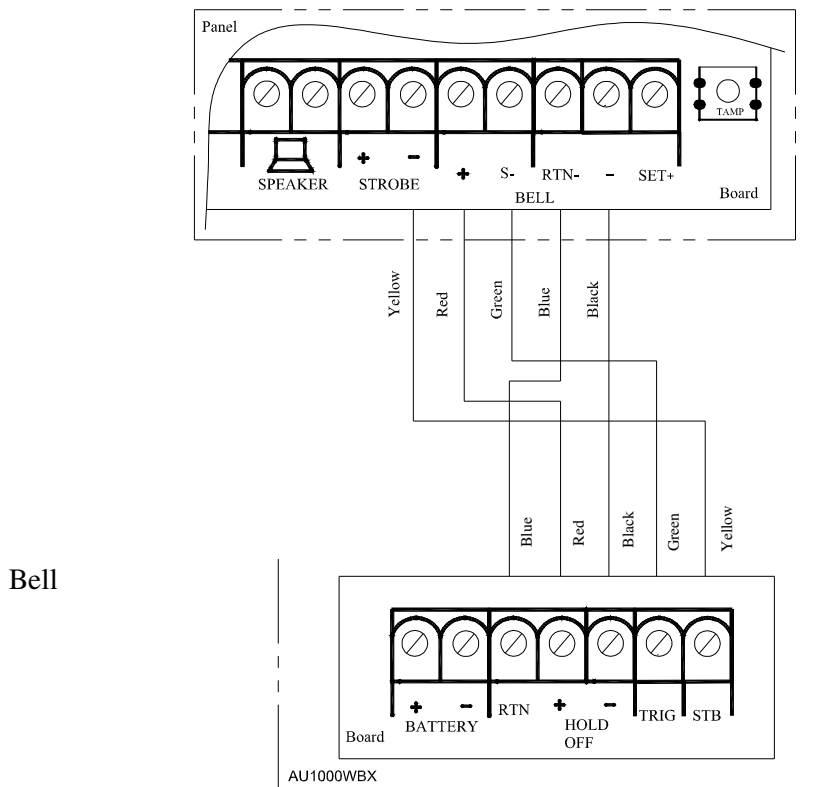 Panel
TAMP
+ - + S- RTN- - SET+
SPEAKER STROBE
BELL
Board
Yellow Red Green Blue Black
Blue Red Black Green Yellow
Bell
+ - RTN + - TRIG STB
BATTERY HOLD
OFF
Board
AU1000WBX